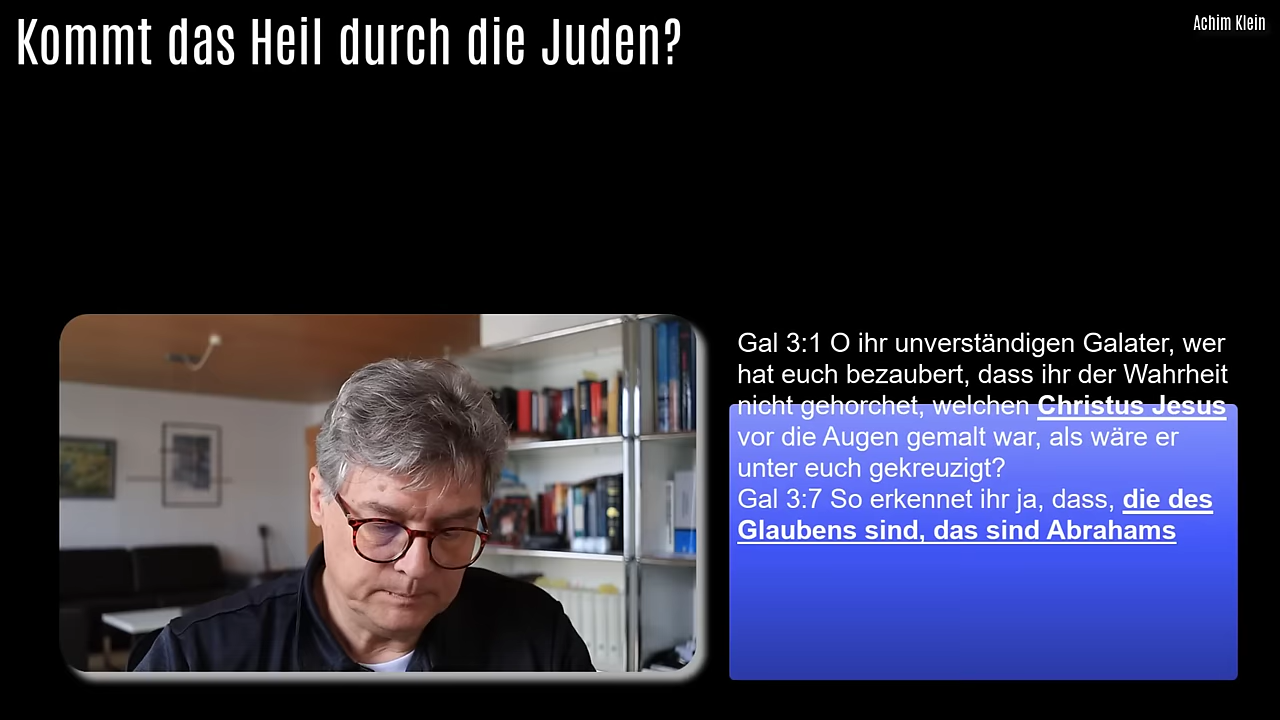 Kommt das Heil durch die Juden?
Achim Klein
Gal 3:1 O ihr unverständigen Galater, wer
hat euch bezaubert, dass ihr der Wahrheit
nicht gehorchet, welchen Christus Jesus
vor die Augen gemalt war, als wäre er
unter euch gekreuzigt?
Gal 3:7 So erkennet ihr ja, dass, die des
Glaubens sind, das sind Abrahams